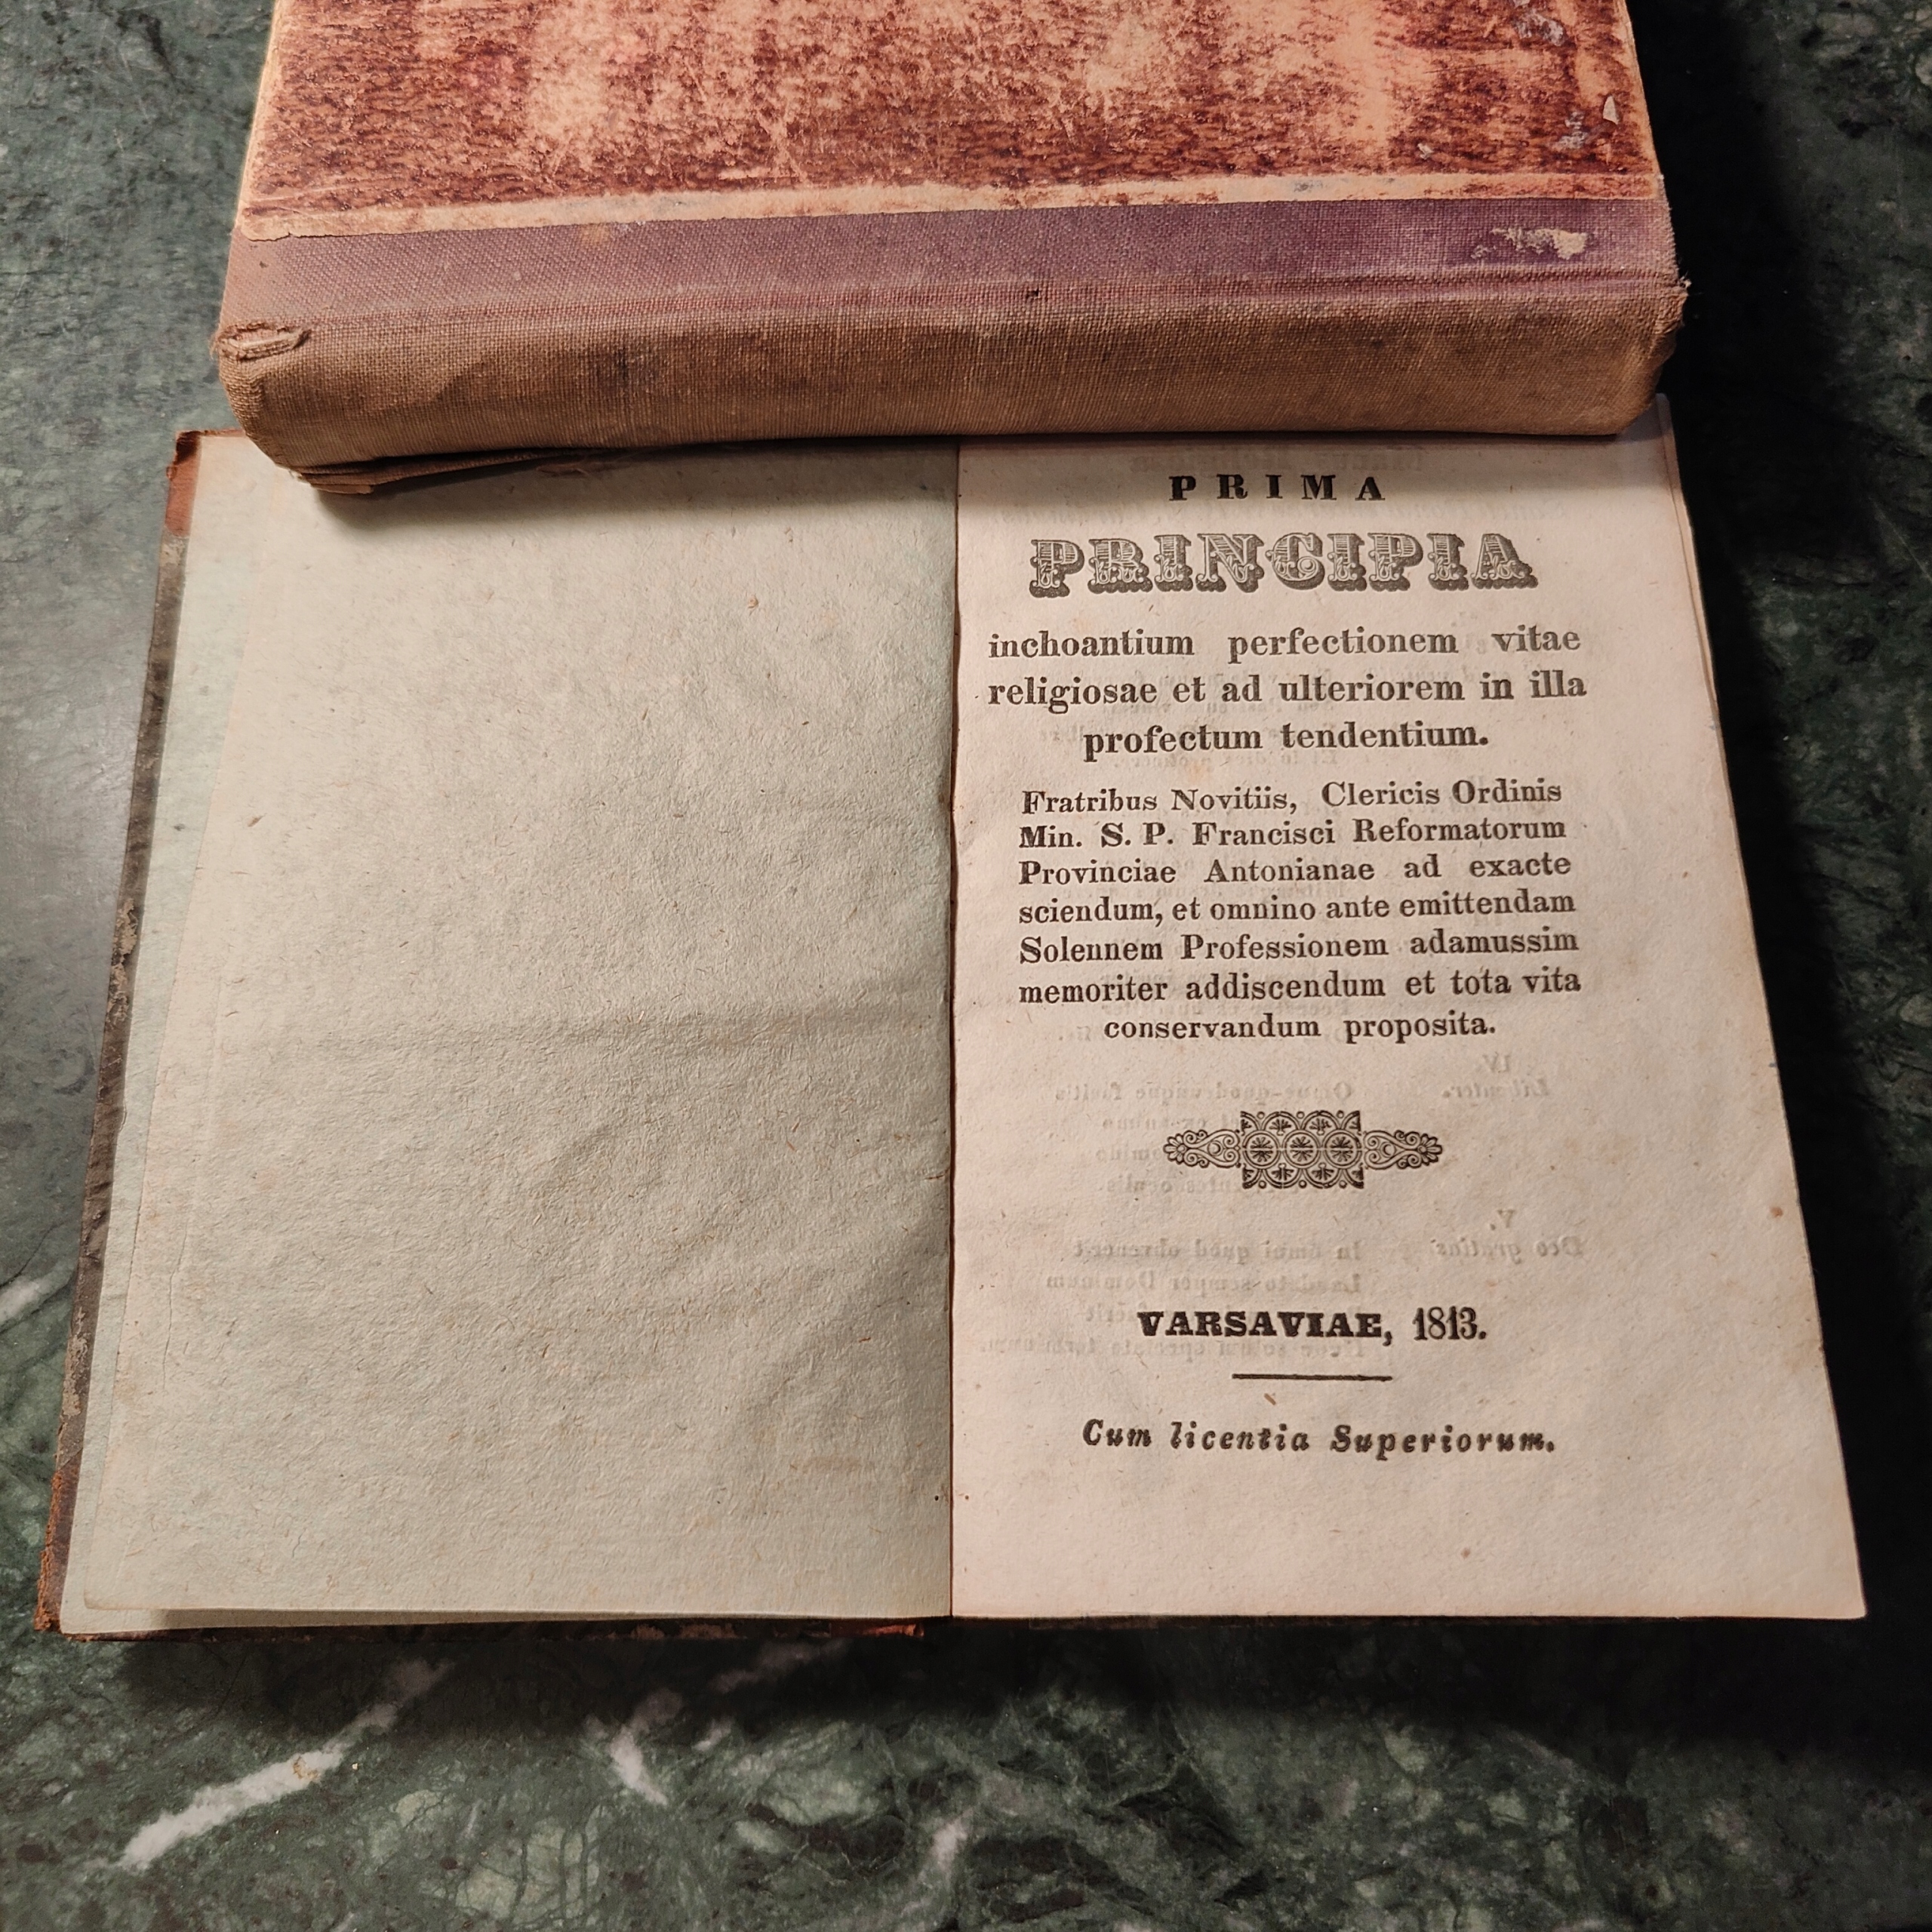 PRIMA
PRINCIPIA
inchoantium perfectionem vitae
religiosae et ad ulteriorem in illa
profectum tendentium.
Fratribus Novitiis, Clericis Ordinis
Min. S. P. Francisci Reformatorum
Provinciae Antonianae ad exacte
sciendum, et omnino ante emittendam
Solennem Professionem adamussim
memoriter addiscendum et tota vita
conservandum proposita.
VARSAVIAE, 1813.
Cum licentia Superiorum.